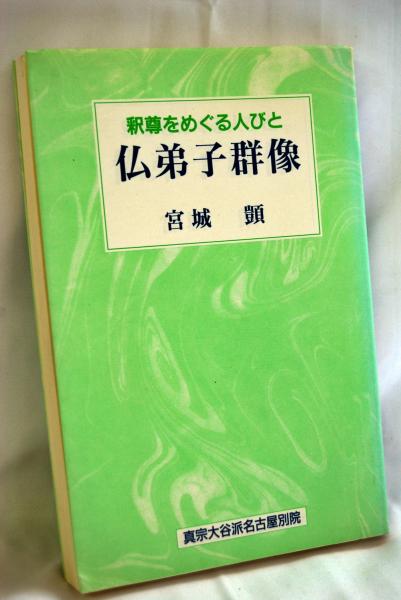 釈尊をめぐる人びと
仏弟子群像
宮城 顗
真宗大谷派名古屋別院